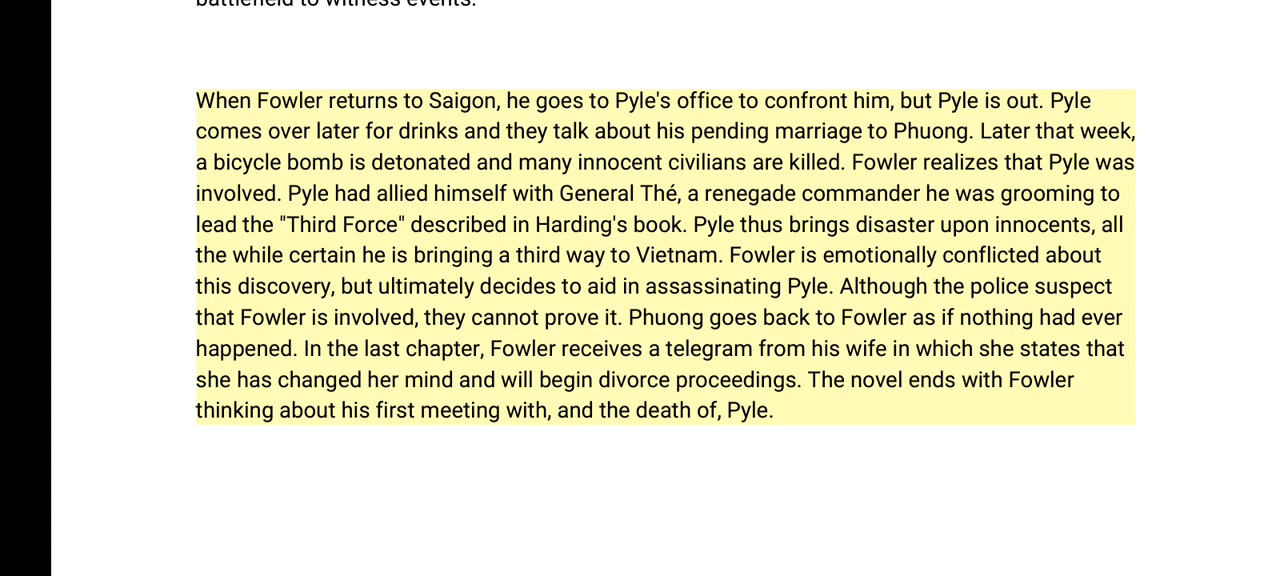 battlefield to witness events.
When Fowler returns to Saigon, he goes to Pyle's office to confront him, but Pyle is out. Pyle
comes over later for drinks and they talk about his pending marriage to Phuong. Later that week,
a bicycle bomb is detonated and many innocent civilians are killed. Fowler realizes that Pyle was
involved. Pyle had allied himself with General Thé, a renegade commander he was grooming to
lead the "Third Force" described in Harding's book. Pyle thus brings disaster upon innocents, all
the while certain he is bringing a third way to Vietnam. Fowler is emotionally conflicted about
this discovery, but ultimately decides to aid in assassinating Pyle. Although the police suspect
that Fowler is involved, they cannot prove it. Phuong goes back to Fowler as if nothing had ever
happened. In the last chapter, Fowler receives a telegram from his wife in which she states that
she has changed her mind and will begin divorce proceedings. The novel ends with Fowler
thinking about his first meeting with, and the death of, Pyle.